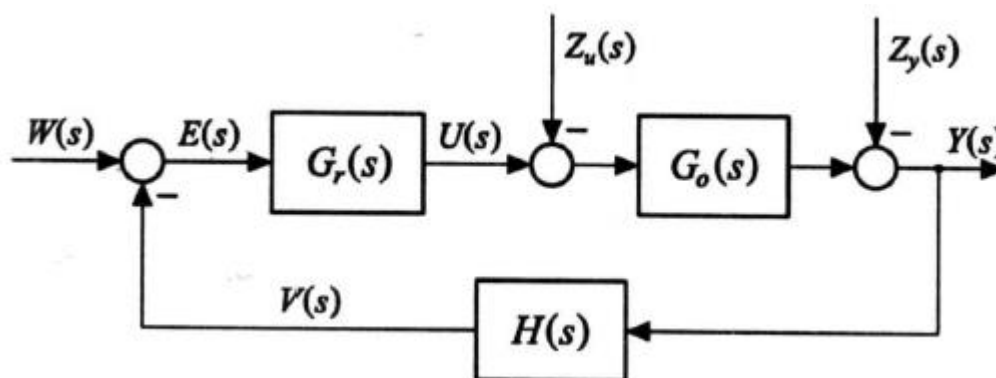 Z_u(s)
Z_y(s)
W(s)
E(s)
G_r(s)
U(s)
G_o(s)
Y(s)
−
−
−
V(s)
H(s)